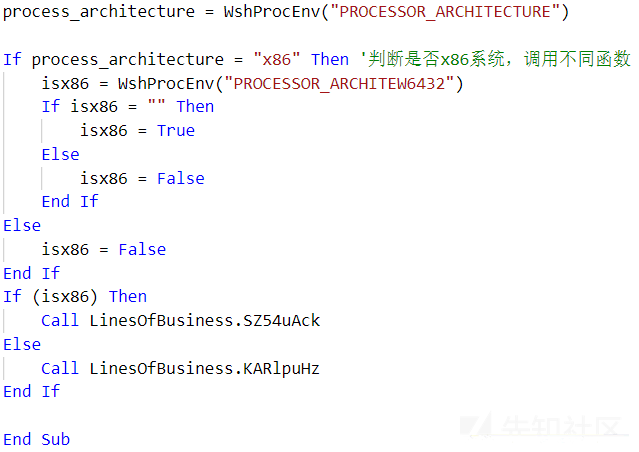 process_architecture = WshProcEnv("PROCESSOR_ARCHITECTURE")
If process_architecture = "x86" Then '判断是否x86系统，调用不同函数
isx86 = WshProcEnv("PROCESSOR_ARCHITEW6432")
If isx86 = "" Then
isx86 = True
Else
isx86 = False
End If
Else
isx86 = False
End If
If (isx86) Then
Call LinesOfBusiness.SZ54uAck
Else
Call LinesOfBusiness.KARlpuHz
End If
End Sub
先知社区